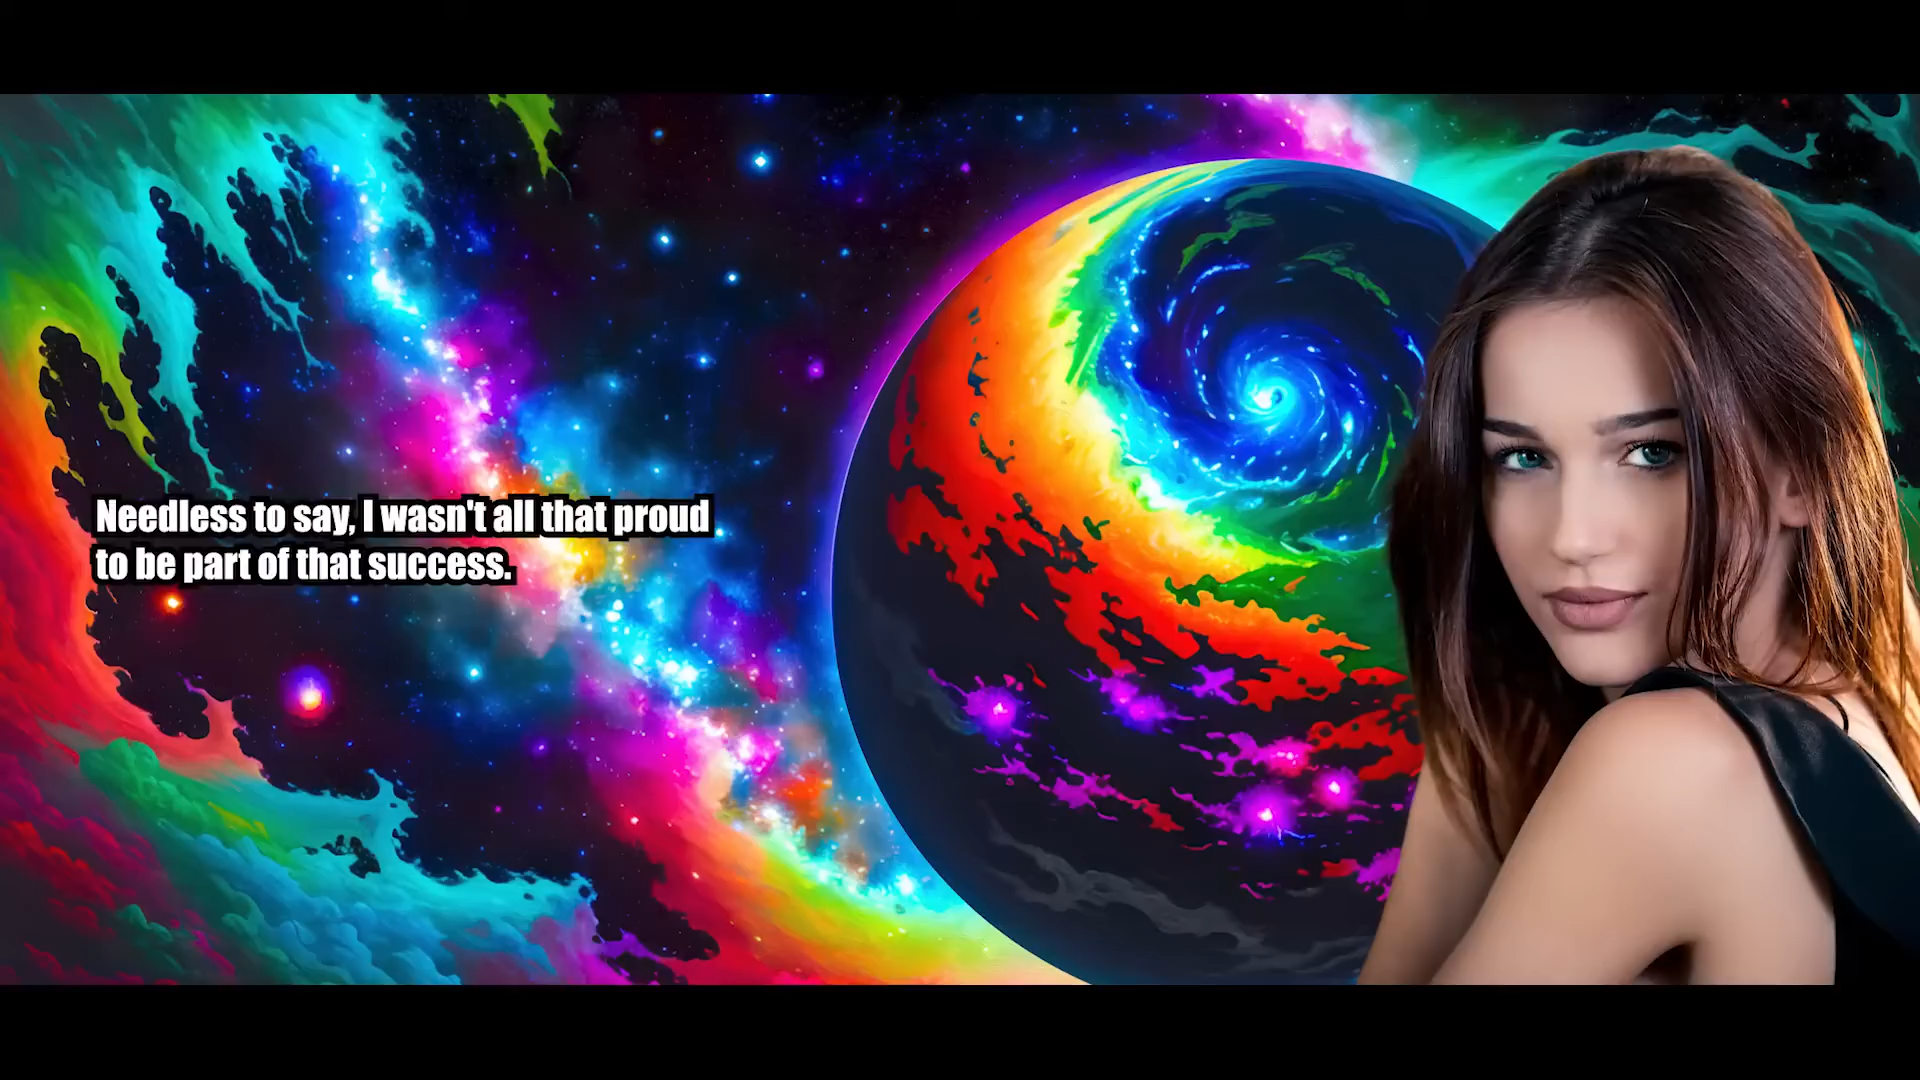 Needless to say, I wasn't all that proud
to be part of that success.